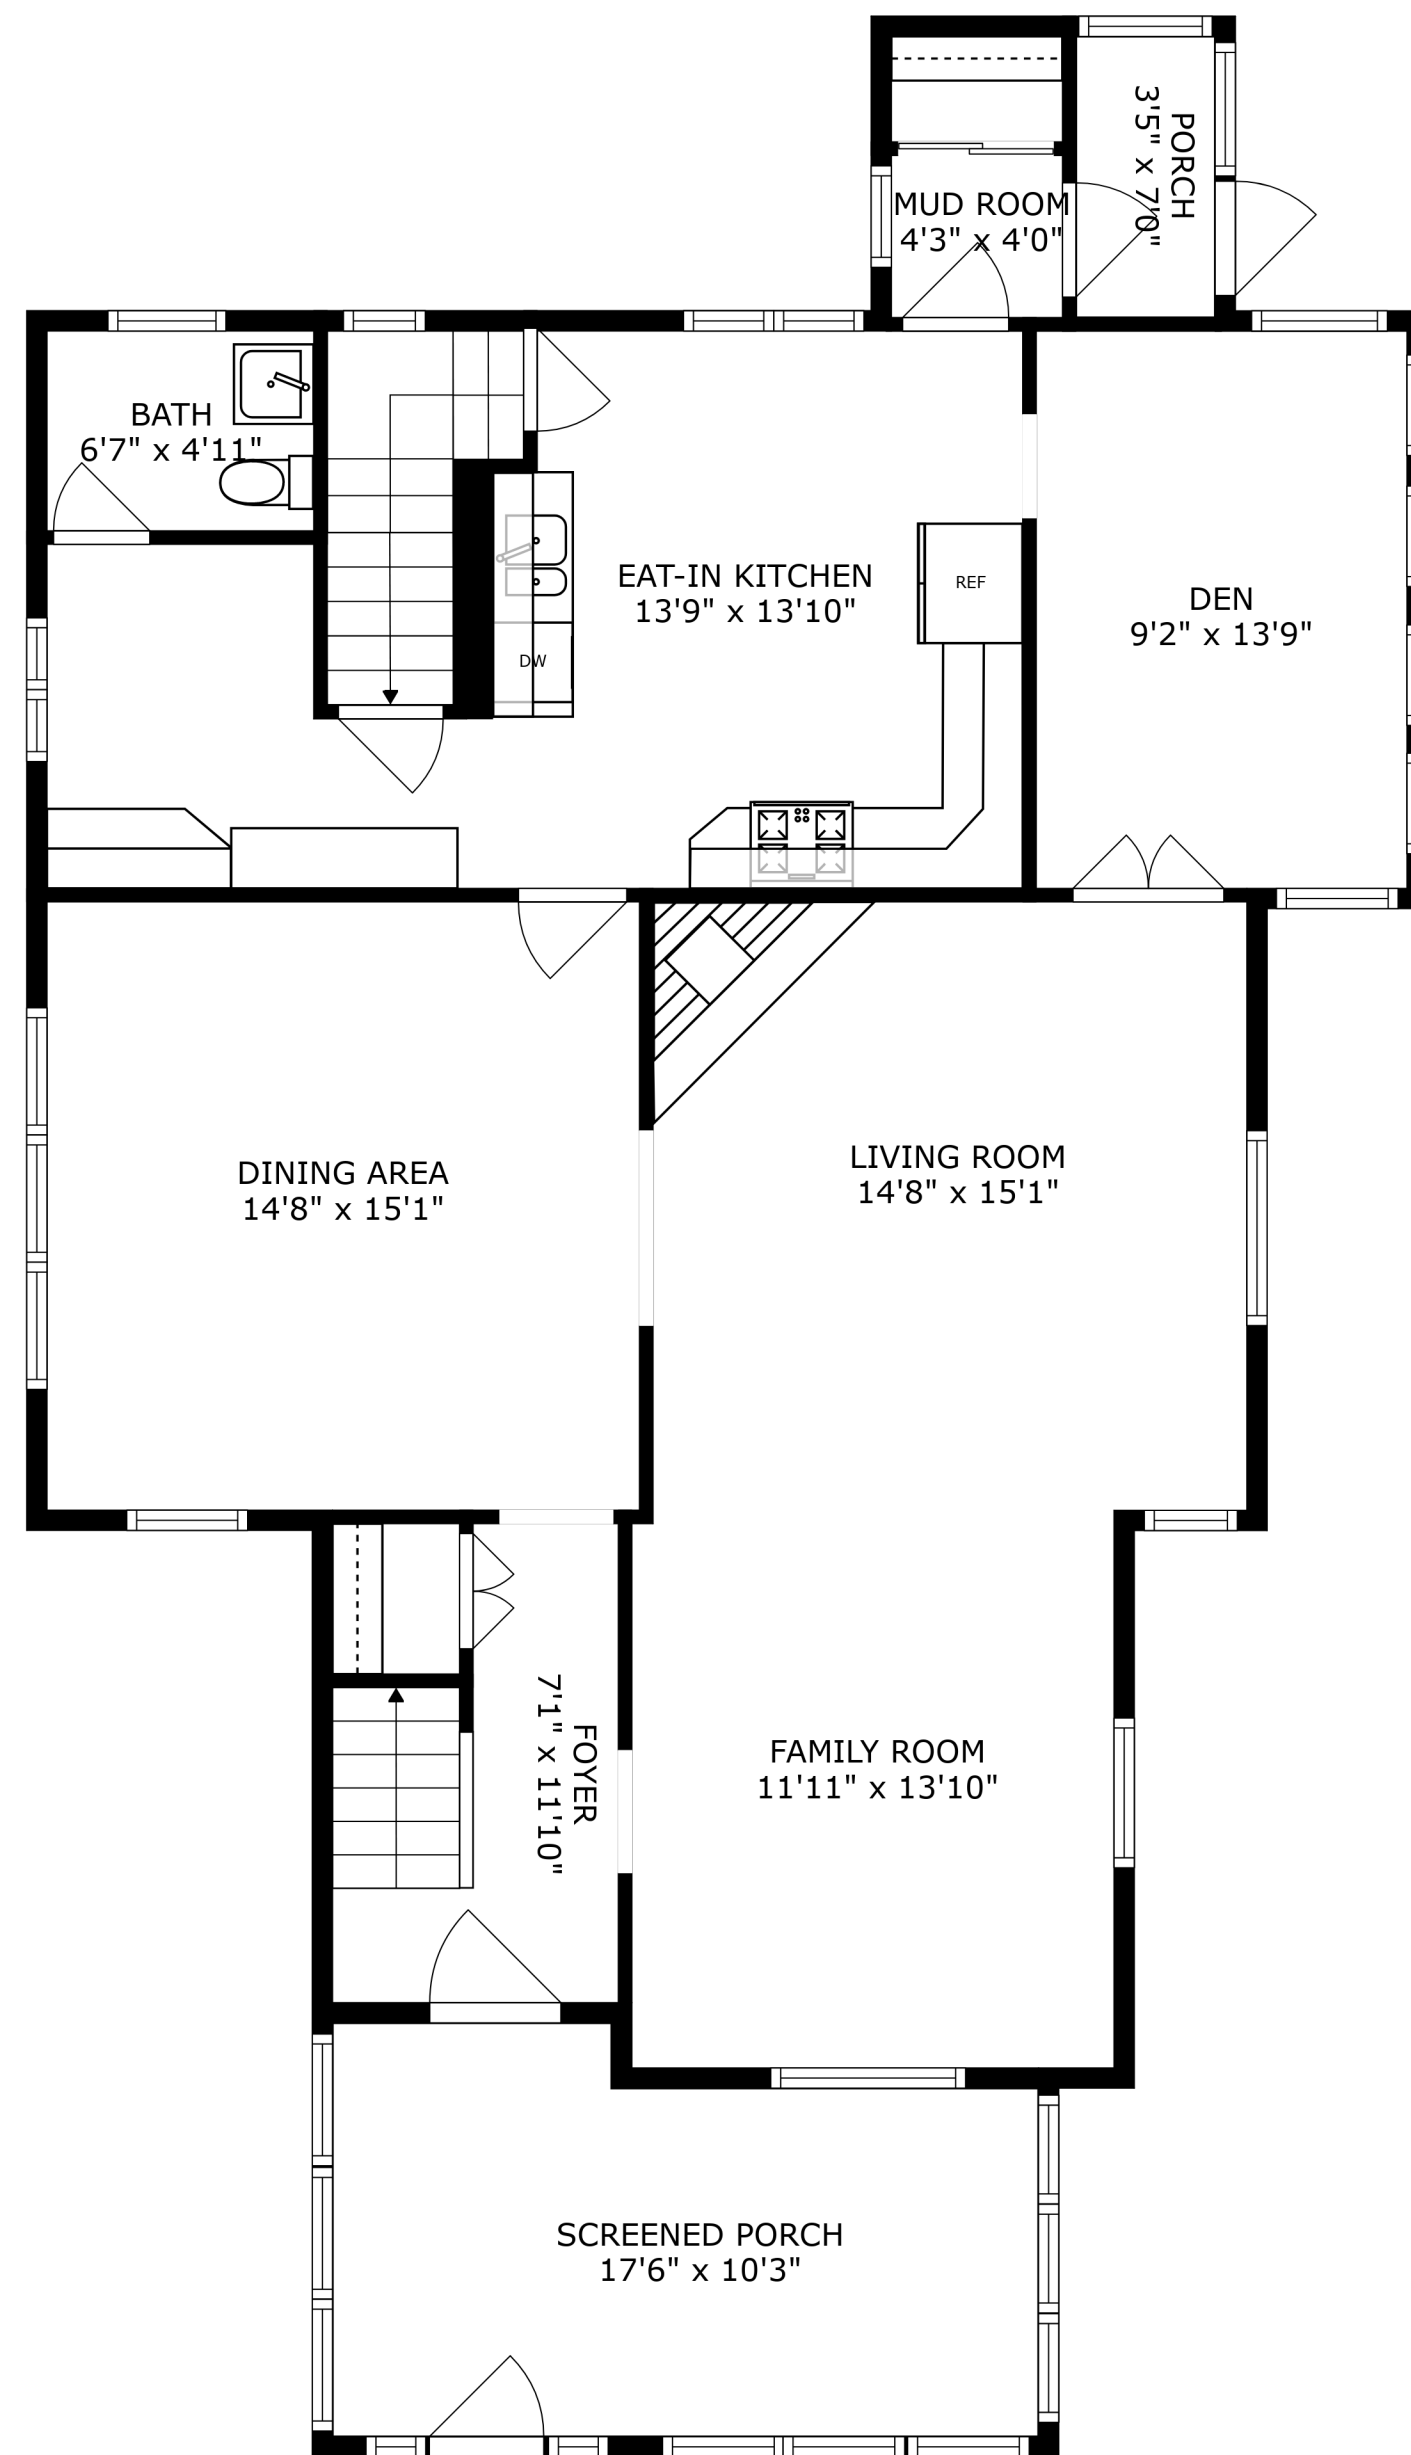 PORCH
3'5" x 7'0"
MUD ROOM
4'3" x 4'0"
BATH
6'7" x 4'11"
EAT-IN KITCHEN
13'9" x 13'10"
REF
DW
DEN
9'2" x 13'9"
DINING AREA
14'8" x 15'1"
LIVING ROOM
14'8" x 15'1"
FOYER
7'1" x 11'10"
FAMILY ROOM
11'11" x 13'10"
SCREENED PORCH
17'6" x 10'3"